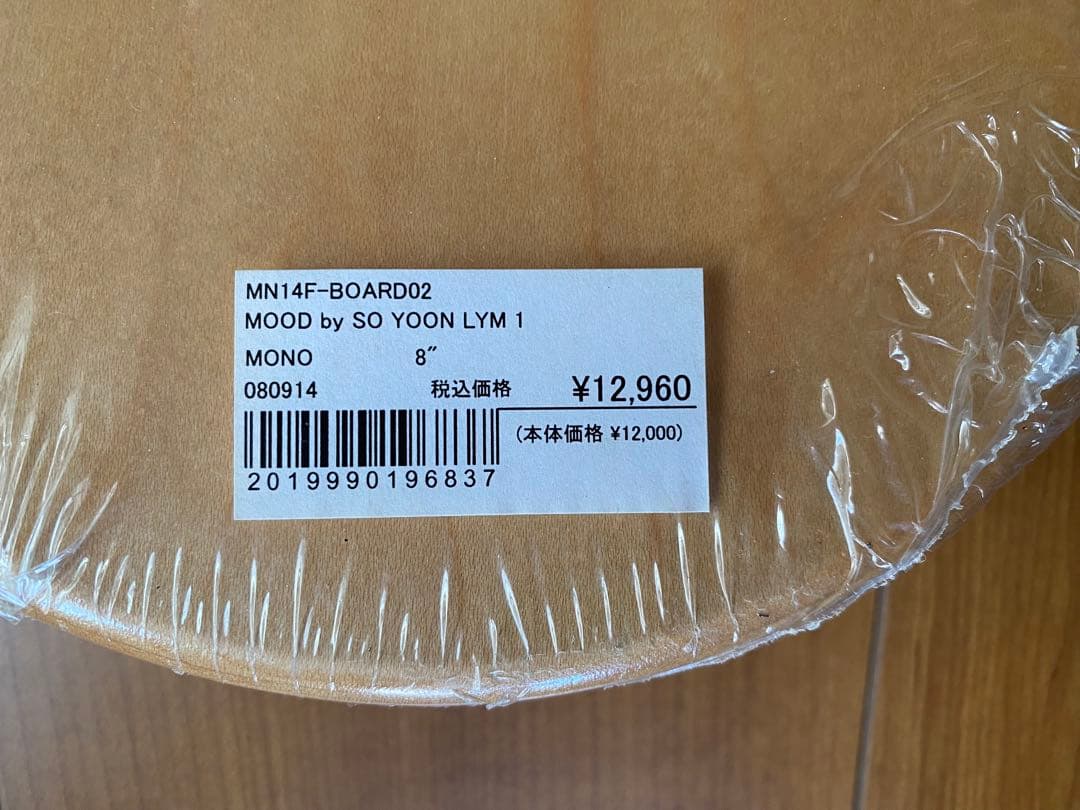 MN14F-BOARD02
MOOD by SO YOON LYM 1
MONO 8″
080914 税込価格 ¥12,960
(本体価格 ¥12,000)
2019990196837